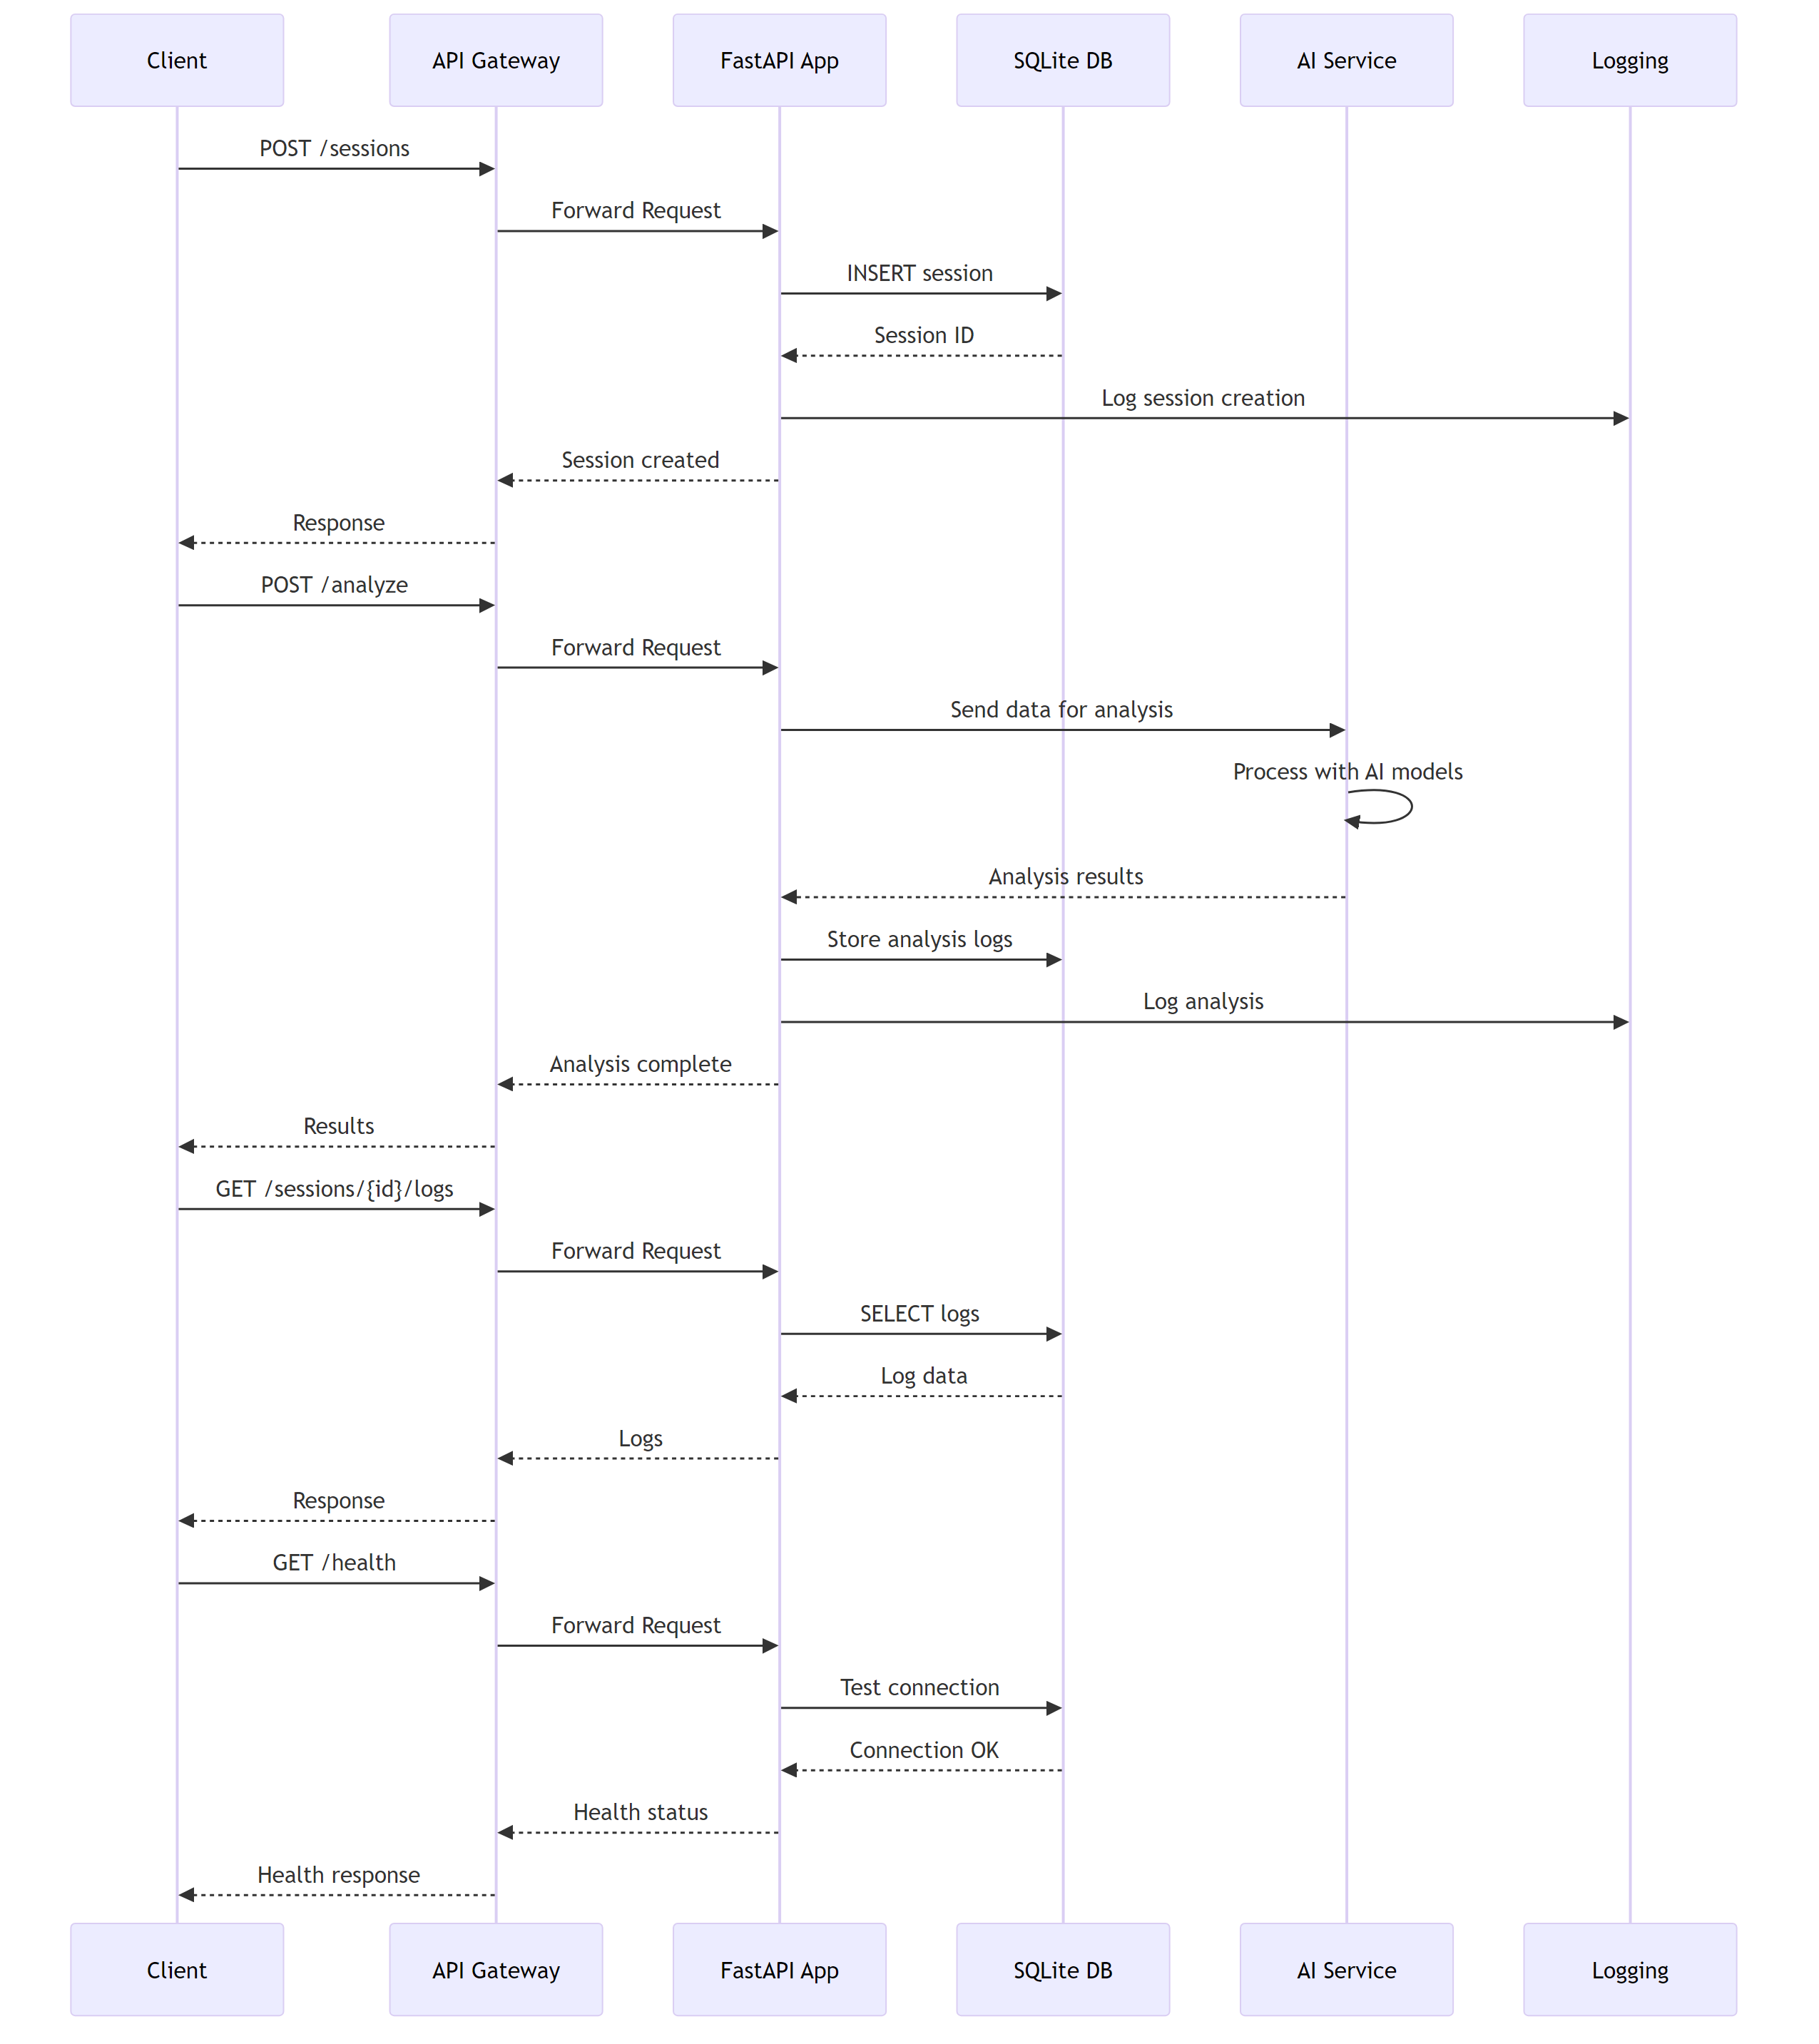 Client
API Gateway
FastAPI App
SQLite DB
AI Service
Logging
POST /sessions
Forward Request
INSERT session
Session ID
Log session creation
Session created
Response
POST /analyze
Forward Request
Send data for analysis
Process with AI models
Analysis results
Store analysis logs
Log analysis
Analysis complete
Results
GET /sessions/{id}/logs
Forward Request
SELECT logs
Log data
Logs
Response
GET /health
Forward Request
Test connection
Connection OK
Health status
Health response
Client
API Gateway
FastAPI App
SQLite DB
AI Service
Logging